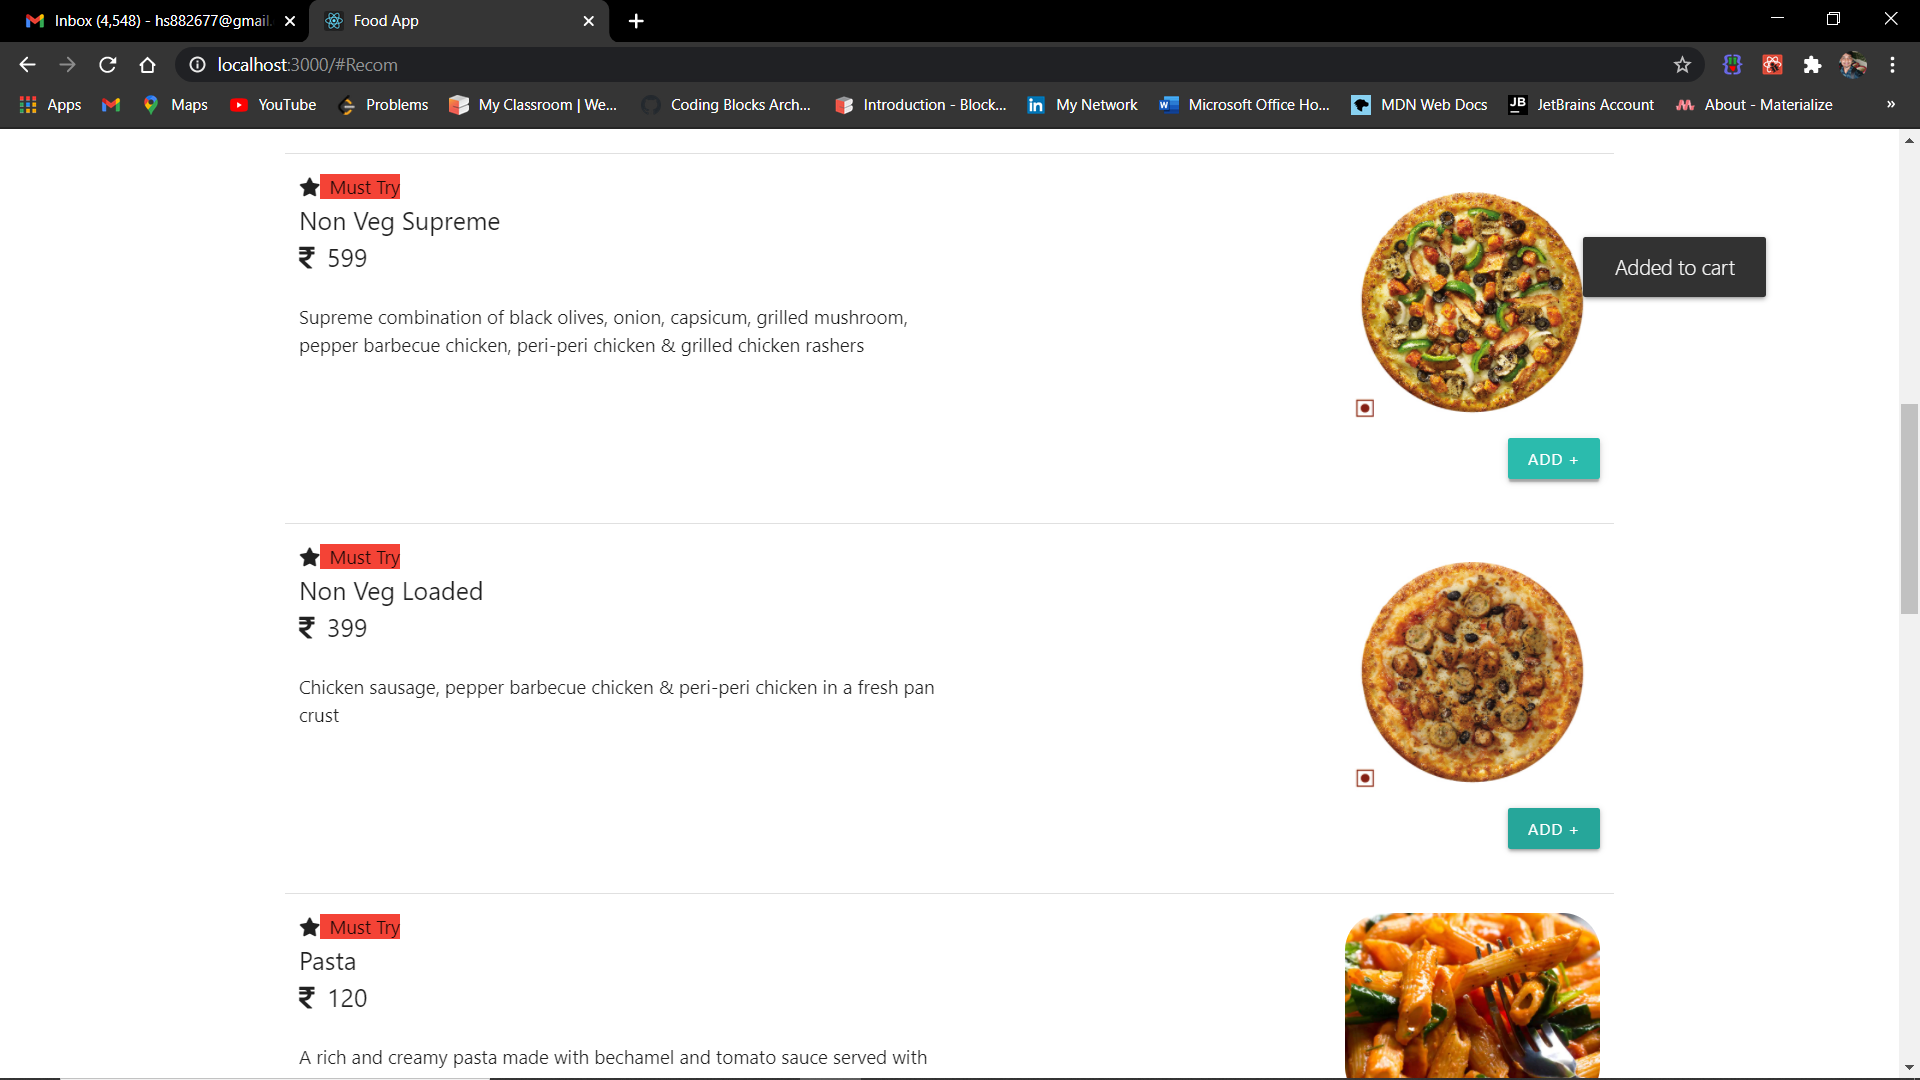 Inbox (4,548) - hs882677@gmail.
Food App
localhost:3000/#Recom
Apps
Maps
YouTube
Problems
My Classroom | We...
Coding Blocks Arch...
Introduction - Block...
My Network
Microsoft Office Ho...
MDN Web Docs
JetBrains Account
About - Materialize
»
Must Try
Non Veg Supreme
₹ 599
Supreme combination of black olives, onion, capsicum, grilled mushroom,
pepper barbecue chicken, peri-peri chicken & grilled chicken rashers
Added to cart
ADD +
Must Try
Non Veg Loaded
₹ 399
Chicken sausage, pepper barbecue chicken & peri-peri chicken in a fresh pan
crust
ADD +
Must Try
Pasta
₹ 120
A rich and creamy pasta made with bechamel and tomato sauce served with